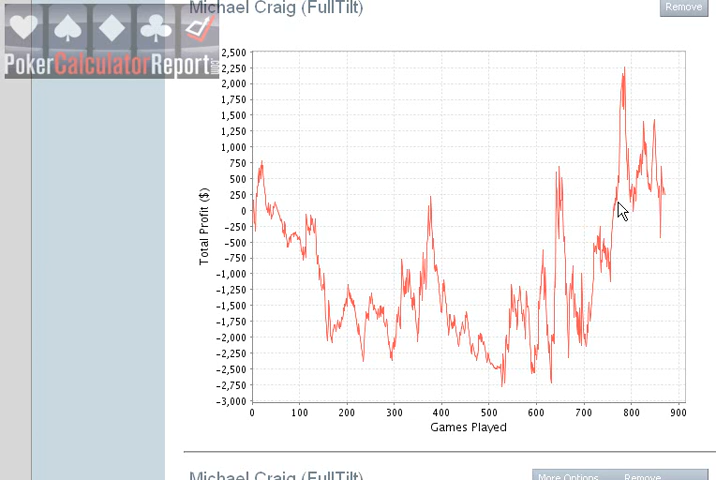 Michael Craig (FullTilt)
Remove
PokerCalculatorReport.com
2,500
2,250
2,000
1,750
1,500
1,250
1,000
750
500
250
0
-250
-500
-750
-1,000
-1,250
-1,500
-1,750
-2,000
-2,250
-2,500
-2,750
-3,000
Total Profit ($)
0 100 200 300 400 500 600 700 800 900
Games Played
Michael Craig (FullTilt)
More Options Remove